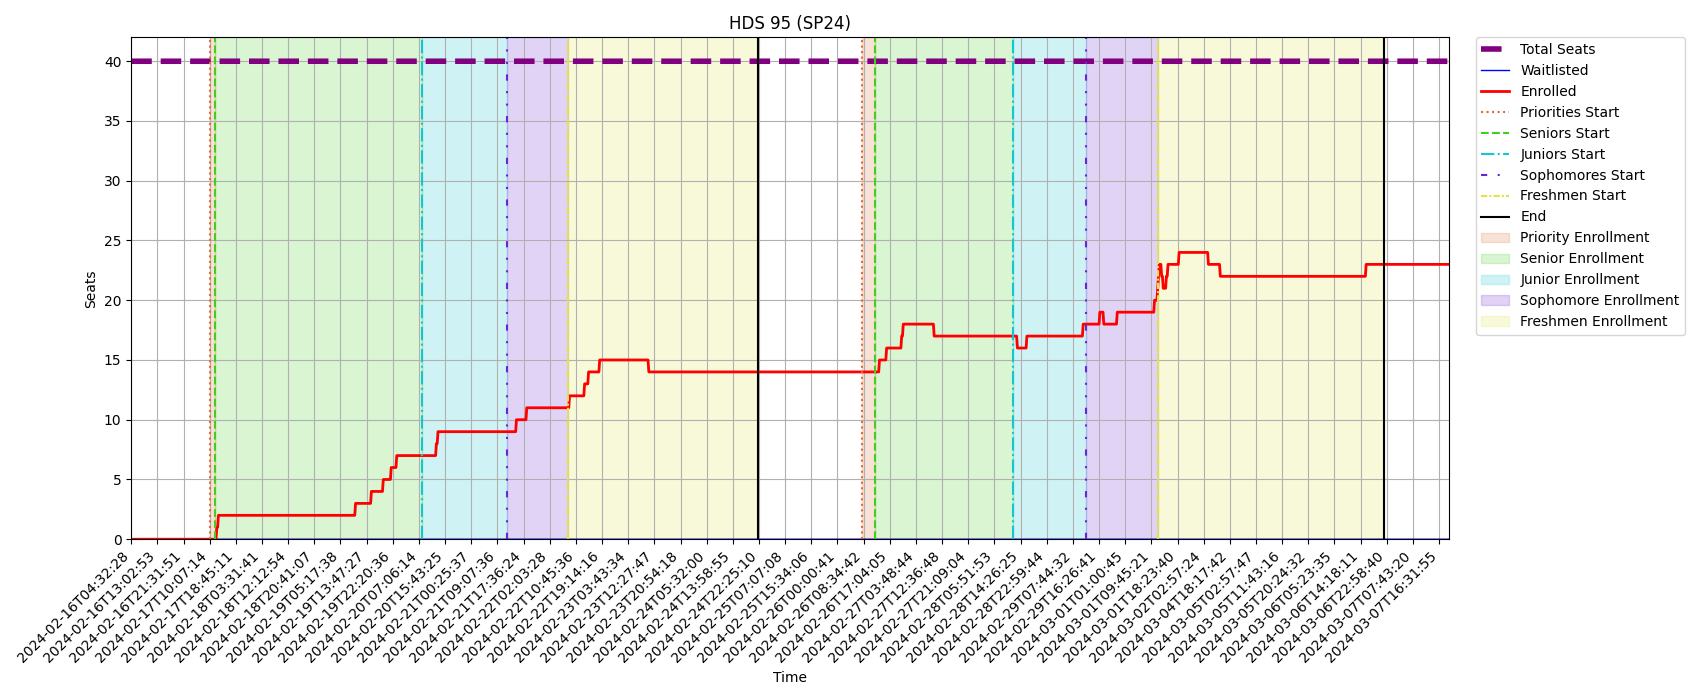 HDS 95 (SP24)
Seats
40
35
30
25
20
15
10
5
0
2024-02-16T04:32:28
2024-02-16T13:02:53
2024-02-16T21:31:51
2024-02-17T10:07:14
2024-02-17T18:45:11
2024-02-18T03:31:41
2024-02-18T12:12:54
2024-02-18T20:41:07
2024-02-19T05:17:38
2024-02-19T13:47:27
2024-02-19T22:20:36
2024-02-20T07:06:14
2024-02-20T15:43:25
2024-02-21T00:25:37
2024-02-21T09:07:36
2024-02-21T17:36:24
2024-02-22T02:03:28
2024-02-22T10:45:36
2024-02-22T19:14:16
2024-02-23T03:43:34
2024-02-23T12:27:47
2024-02-23T20:54:18
2024-02-24T05:32:00
2024-02-24T13:58:55
2024-02-24T22:25:10
2024-02-25T07:07:08
2024-02-25T15:34:06
2024-02-26T00:00:41
2024-02-26T08:34:42
2024-02-26T17:04:05
2024-02-27T03:48:44
2024-02-27T12:36:48
2024-02-27T21:09:04
2024-02-28T05:51:53
2024-02-28T14:26:25
2024-02-28T22:59:44
2024-02-29T07:44:32
2024-02-29T16:26:41
2024-03-01T01:00:45
2024-03-01T09:45:21
2024-03-01T18:23:40
2024-03-02T02:57:24
2024-03-04T18:17:42
2024-03-05T02:57:47
2024-03-05T11:43:16
2024-03-05T20:24:32
2024-03-06T05:23:35
2024-03-06T14:18:11
2024-03-06T22:58:40
2024-03-07T07:43:20
2024-03-07T16:31:55
Time
Total Seats
Waitlisted
Enrolled
Priorities Start
Seniors Start
Juniors Start
Sophomores Start
Freshmen Start
End
Priority Enrollment
Senior Enrollment
Junior Enrollment
Sophomore Enrollment
Freshmen Enrollment